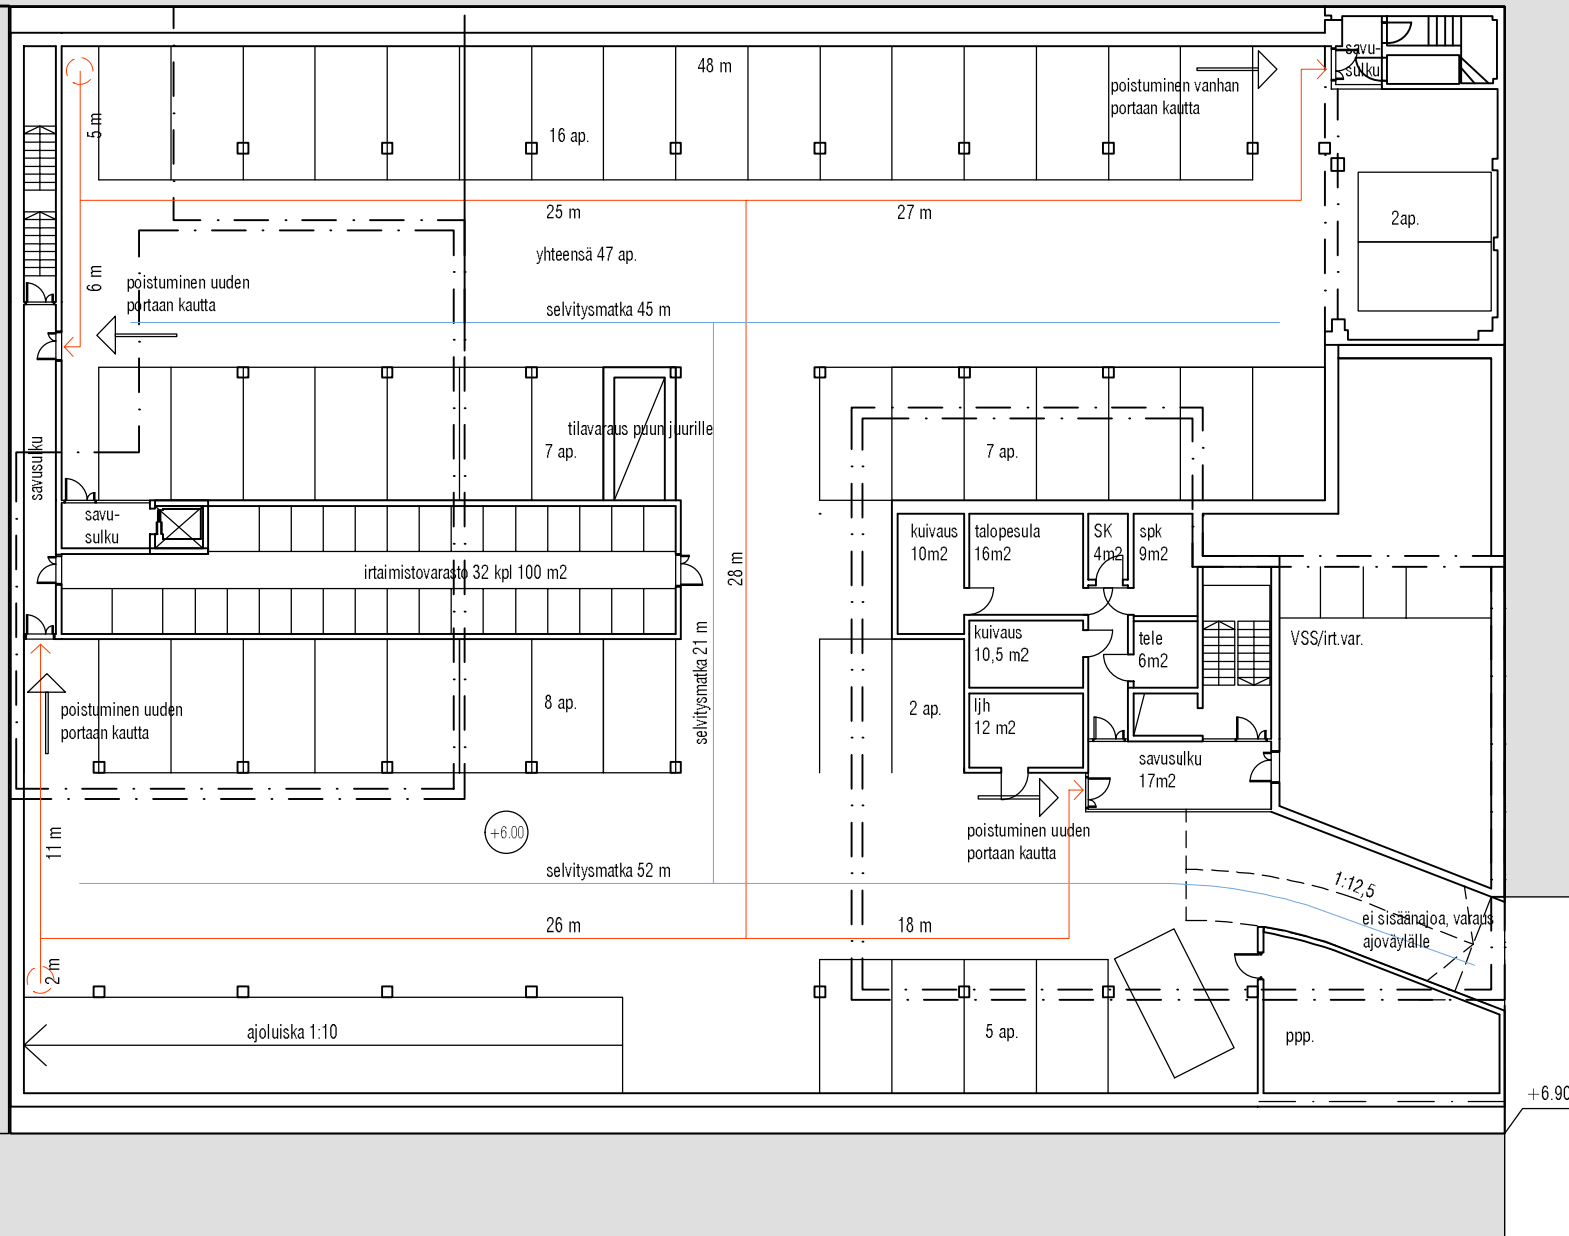 48 m
savu-
sulku
poistuminen vanhan
portaan kautta
5 m
16 ap.
25 m
27 m
2ap.
yhteensä 47 ap.
6 m
poistuminen uuden
portaan kautta
selvitysmatka 45 m
tilavaraus puun juurille
7 ap.
7 ap.
savusulku
savu-
sulku
kuivaus
10m2
talopesula
16m2
SK
4m2
spk
9m2
irtaimistovarasto 32 kpl 100 m2
28 m
selvitysmatka 21 m
kuivaus
10,5 m2
tele
6m2
VSS/irt.var.
8 ap.
2 ap.
ljh
12 m2
poistuminen uuden
portaan kautta
savusulku
17m2
+6.00
11 m
poistuminen uuden
portaan kautta
selvitysmatka 52 m
1:12,5
ei sisäänajoa, varaus
ajoväylälle
26 m
18 m
2 m
ajoluiska 1:10
5 ap.
ppp.
+6.90